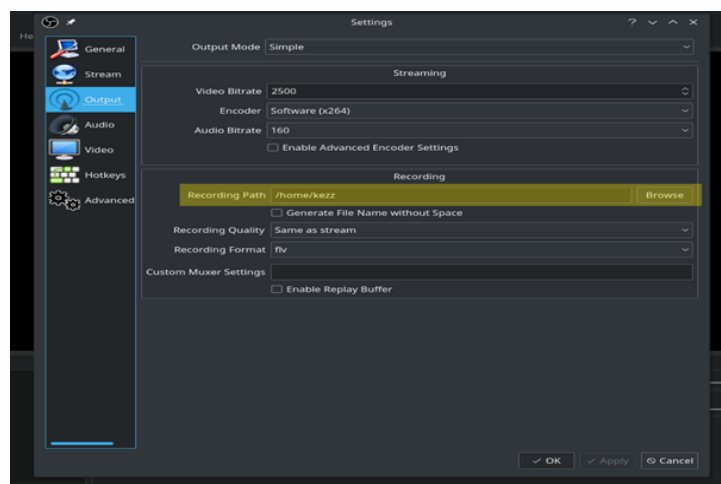 Settings
He
General
Stream
Output
Audio
Video
Hotkeys
Advanced
Output Mode Simple
Streaming
Video Bitrate 2500
Encoder Software (x264)
Audio Bitrate 160
Enable Advanced Encoder Settings
Recording
Recording Path /home/kezz Browse
Generate File Name without Space
Recording Quality Same as stream
Recording Format flv
Custom Muxer Settings
Enable Replay Buffer
OK Apply Cancel